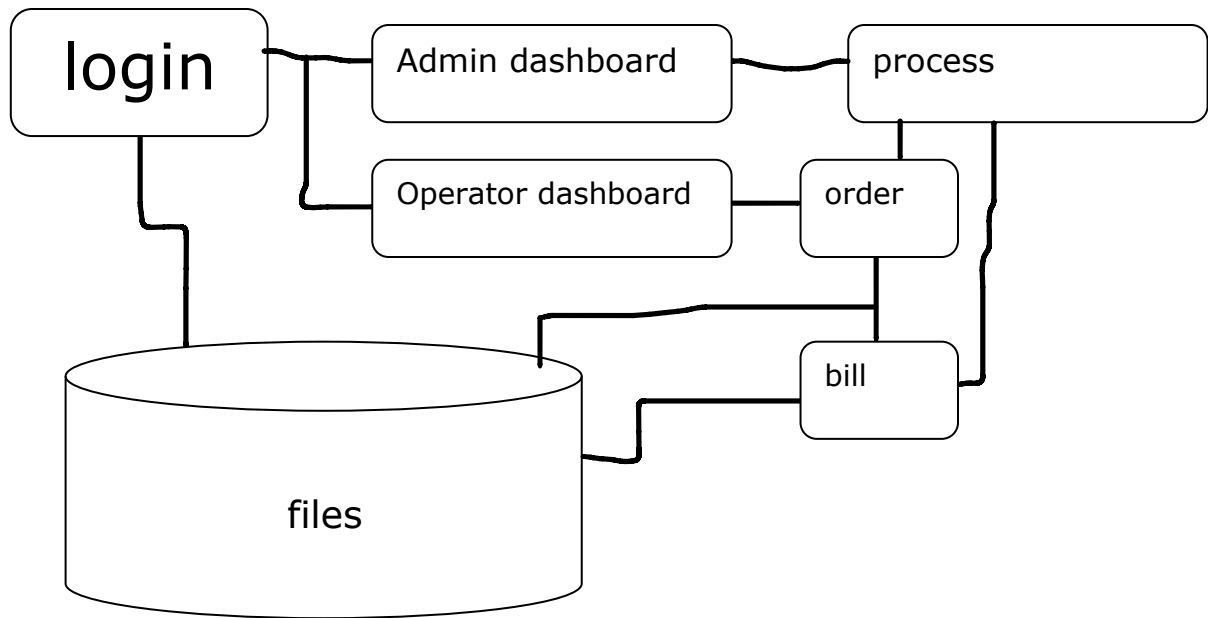 login
Admin dashboard
process
Operator dashboard
order
bill
files